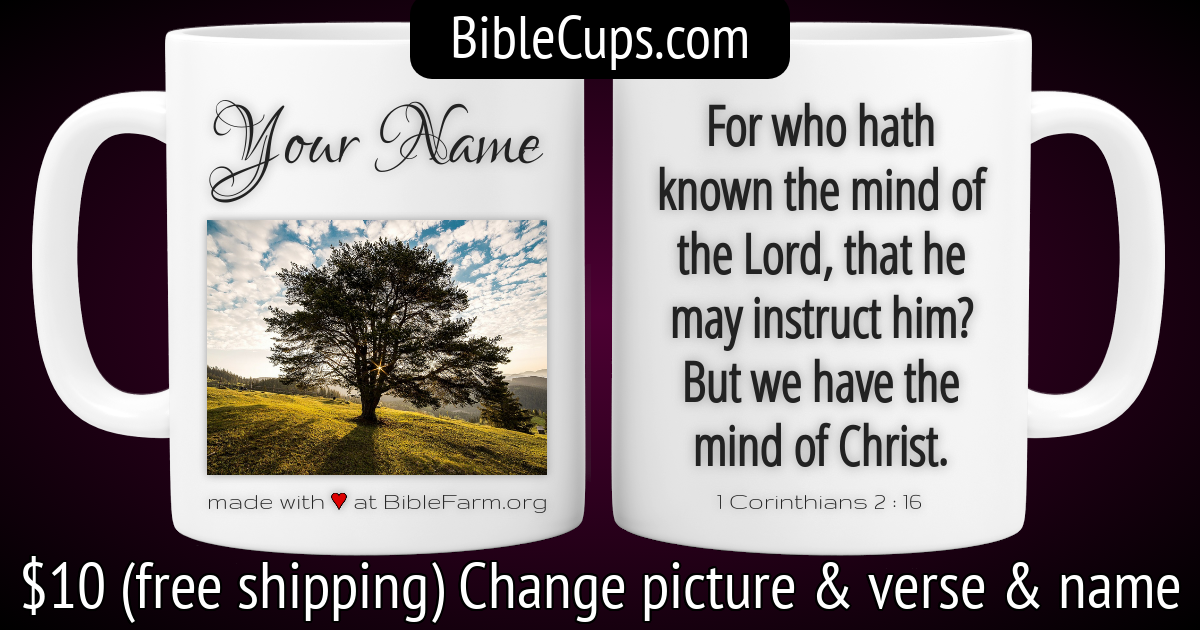 BibleCups.com
Your Name
made with ♥ at BibleFarm.org
For who hath
known the mind of
the Lord, that he
may instruct him?
But we have the
mind of Christ.
1 Corinthians 2 : 16
$10 (free shipping) Change picture & verse & name